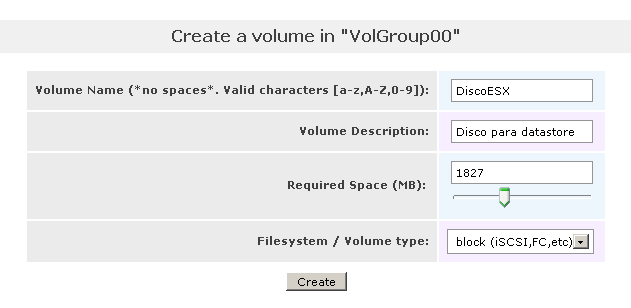 Create a volume in "VolGroup00"
Volume Name (*no spaces*. Valid characters [a-z,A-Z,0-9]): DiscoESX
Volume Description: Disco para datastore
Required Space (MB): 1827
Filesystem / Volume type: block (iSCSI,FC,etc)
Create